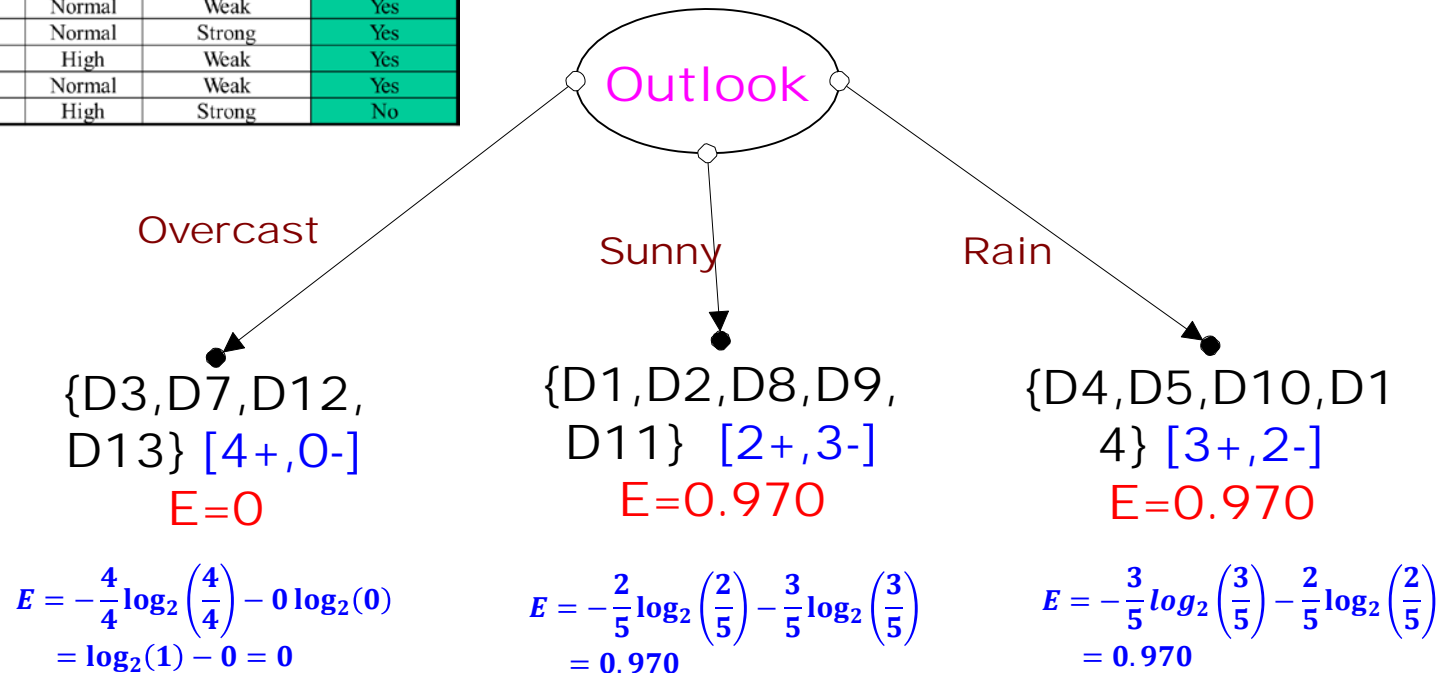 Normal Weak Yes
Normal Strong Yes
High Weak Yes
Normal Weak Yes
High Strong No
Outlook
Overcast
Sunny
Rain
{D3,D7,D12,
D13} [4+,0-]
E=0
{D1,D2,D8,D9,
D11} [2+,3-]
E=0.970
{D4,D5,D10,D1
4} [3+,2-]
E=0.970
E = −4/4 log₂(4/4) − 0 log₂(0)
= log₂(1) − 0 = 0
E = −2/5 log₂(2/5) − 3/5 log₂(3/5)
= 0.970
E = −3/5 log₂(3/5) − 2/5 log₂(2/5)
= 0.970